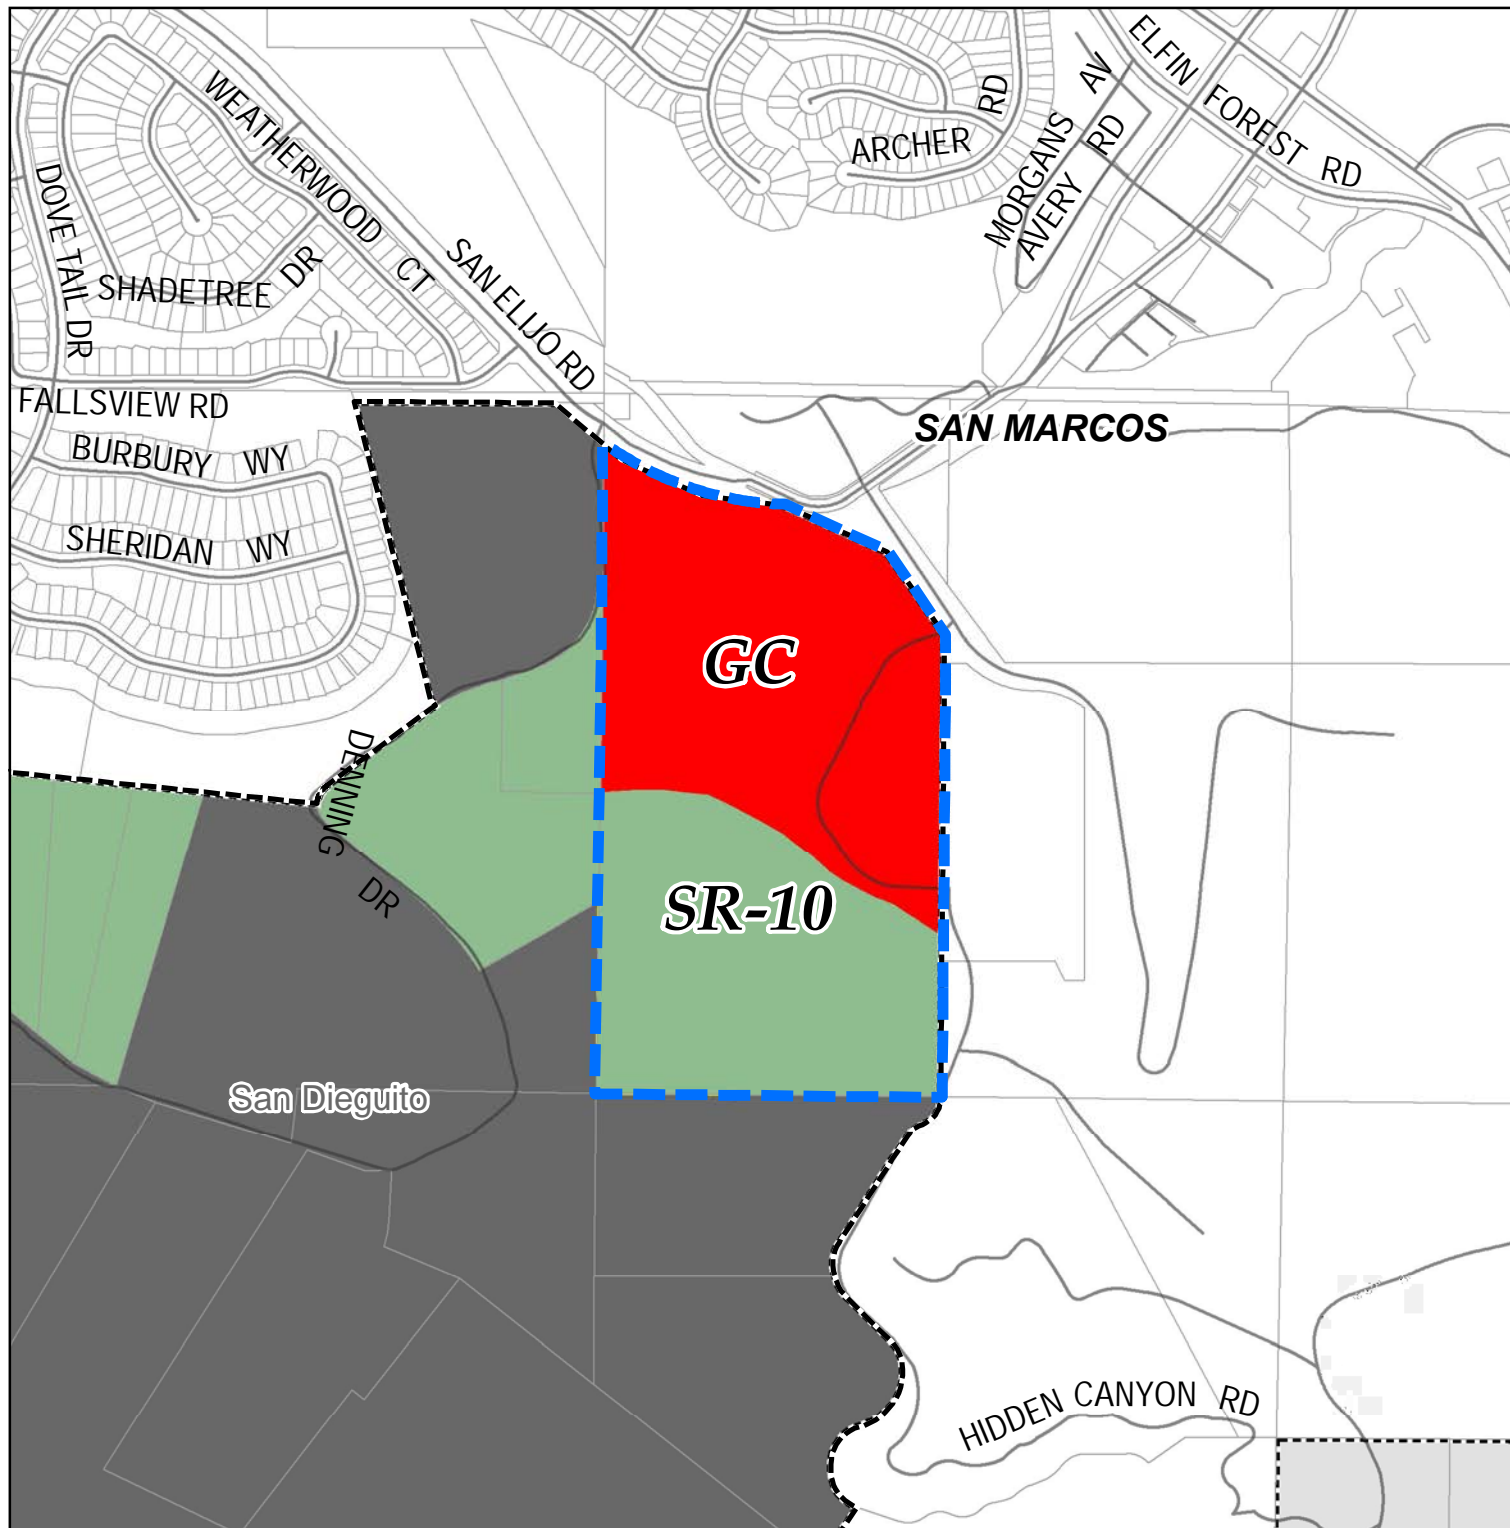 ELFIN FOREST RD
WEATHERWOOD CT
ARCHER RD
MORGANS AV
AVERY RD
DOVE TAIL DR
SHADETREE DR
SAN ELIJO RD
FALLSVIEW RD
SAN MARCOS
BURBURY WY
SHERIDAN WY
GC
DENNING DR
SR-10
San Dieguito
HIDDEN CANYON RD